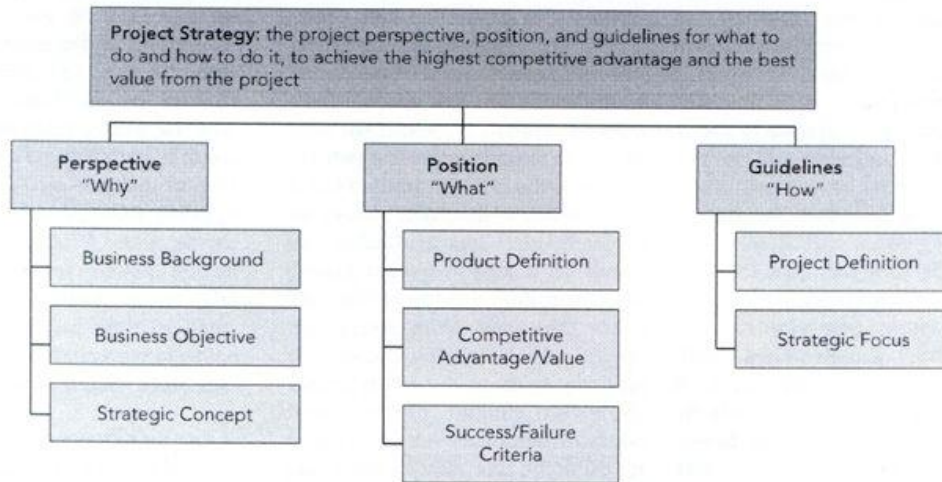 Project Strategy: the project perspective, position, and guidelines for what to
do and how to do it, to achieve the highest competitive advantage and the best
value from the project
Perspective
"Why"
Business Background
Business Objective
Strategic Concept
Position
"What"
Product Definition
Competitive
Advantage/Value
Success/Failure
Criteria
Guidelines
"How"
Project Definition
Strategic Focus